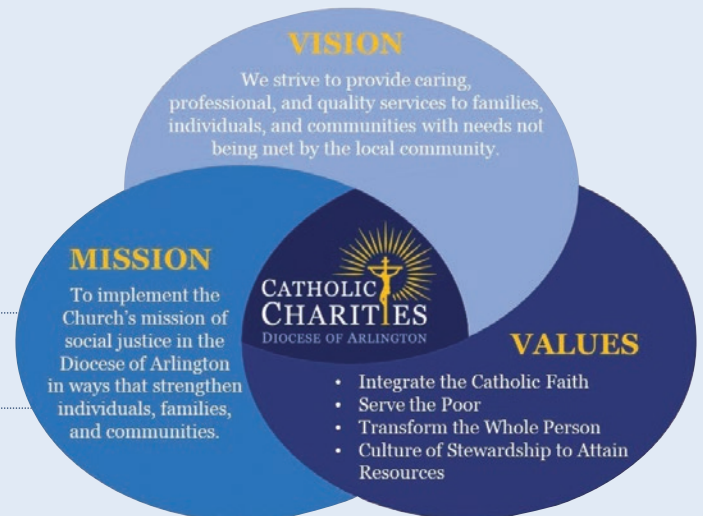 VISION
We strive to provide caring,
professional, and quality services to families,
individuals, and communities with needs not
being met by the local community.
MISSION
To implement the
Church's mission of
social justice in the
Diocese of Arlington
in ways that strengthen
individuals, families,
and communities.
CATHOLIC
CHARITIES
DIOCESE OF ARLINGTON
VALUES
• Integrate the Catholic Faith
• Serve the Poor
• Transform the Whole Person
• Culture of Stewardship to Attain
Resources